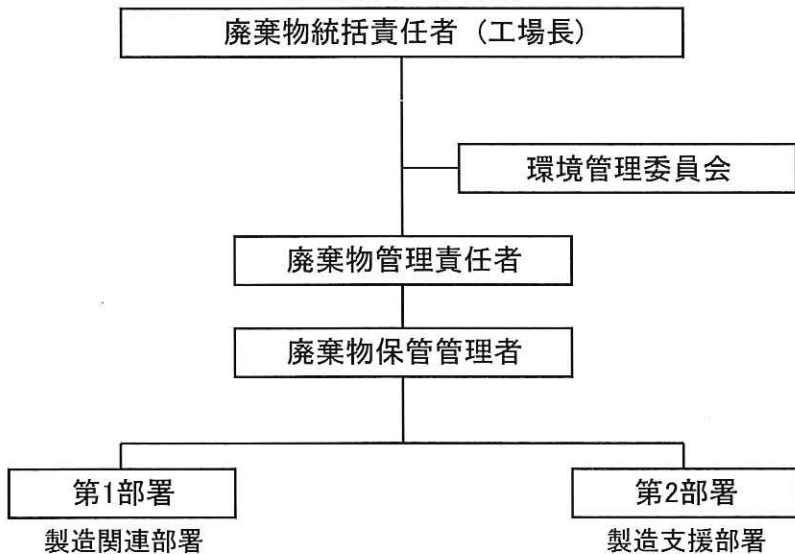 廃棄物統括責任者（工場長）
環境管理委員会
廃棄物管理責任者
廃棄物保管管理者
第1部署
第2部署
製造関連部署
製造支援部署